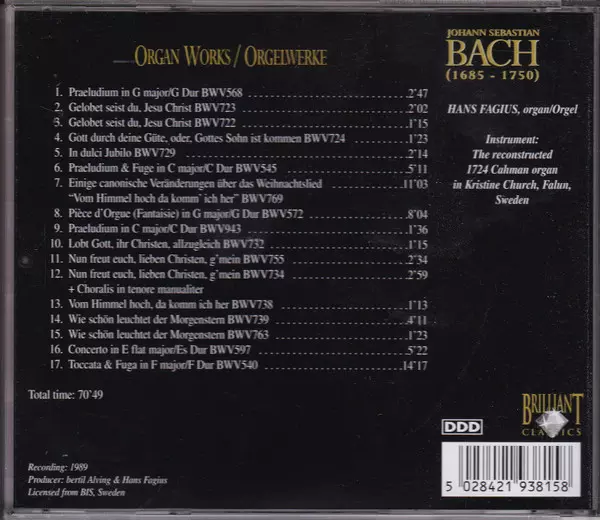 ORGAN WORKS / ORGELWERKE
JOHANN SEBASTIAN
BACH
(1685 - 1750)
HANS FAGIUS, organ/Orgel
Instrument:
The reconstructed
1724 Cahman organ
in Kristine Church, Falun,
Sweden
1. Praeludium in G major/G Dur BWV568 2'47
2. Gelobet seist du, Jesu Christ BWV723 2'02
3. Gelobet seist du, Jesu Christ BWV722 1'15
4. Gott durch deine Güte, oder, Gottes Sohn ist kommen BWV724 1'23
5. In dulci Jubilo BWV729 2'14
6. Praeludium & Fuge in C major/C Dur BWV545 5'11
7. Einige canonische Veränderungen über das Weihnachtslied 11'03
"Vom Himmel hoch da komm' ich her" BWV769
8. Pièce d'Orgue (Fantaisie) in G major/G Dur BWV572 8'04
9. Praeludium in C major/C Dur BWV943 1'36
10. Lobt Gott, ihr Christen, allzugleich BWV732 1'15
11. Nun freut euch, lieben Christen, g'mein BWV755 2'34
12. Nun freut euch, lieben Christen, g'mein BWV734 2'59
+ Choralis in tenore manualiter
13. Vom Himmel hoch, da komm ich her BWV738 1'13
14. Wie schön leuchtet der Morgenstern BWV739 4'11
15. Wie schön leuchtet der Morgenstern BWV763 1'23
16. Concerto in E flat major/Es Dur BWV597 5'22
17. Toccata & Fuga in F major/F Dur BWV540 14'17
Total time: 70'49
Recording: 1989
Producer: bertil Alving & Hans Fagius
Licensed from BIS, Sweden
DDD
BRILLIANT
CLASSICS
5 028421 938158